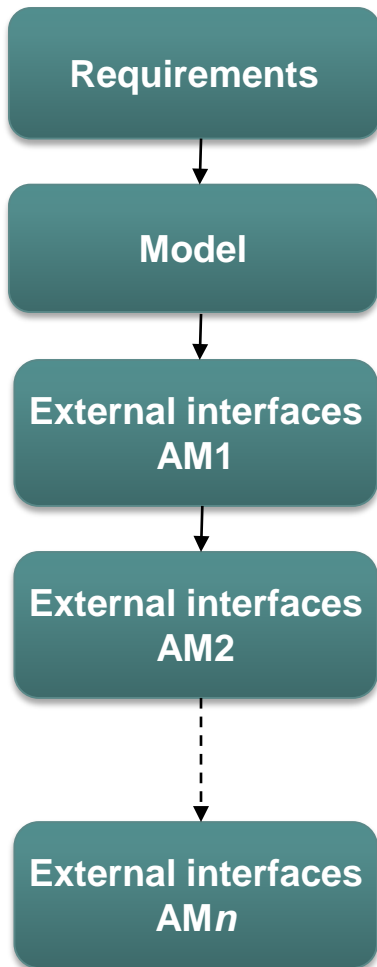 Requirements
Model
External interfaces
AM1
External interfaces
AM2
External interfaces
AMn